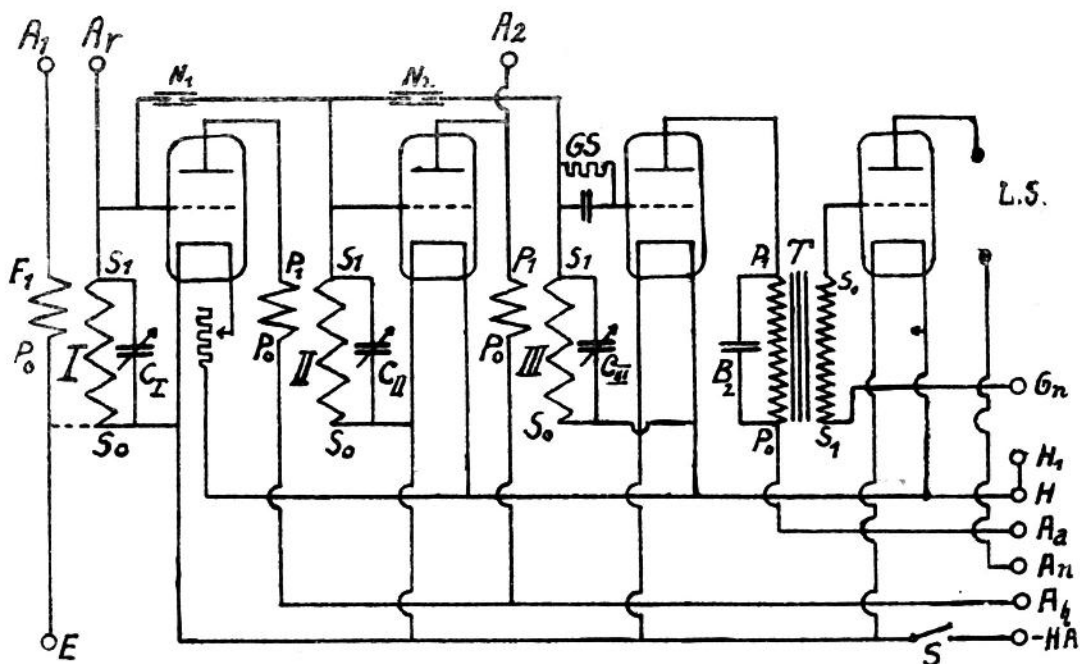 A1
Ar
A2
N1
N2
GS
L.S.
F1
S1
P1
S1
P1
S1
P1
T
S0
P0
I
CI
P0
II
CII
P0
III
CIII
B2
Gn
S0
S0
S0
P0
S1
H1
H
Aa
An
Ah
E
S
-HA